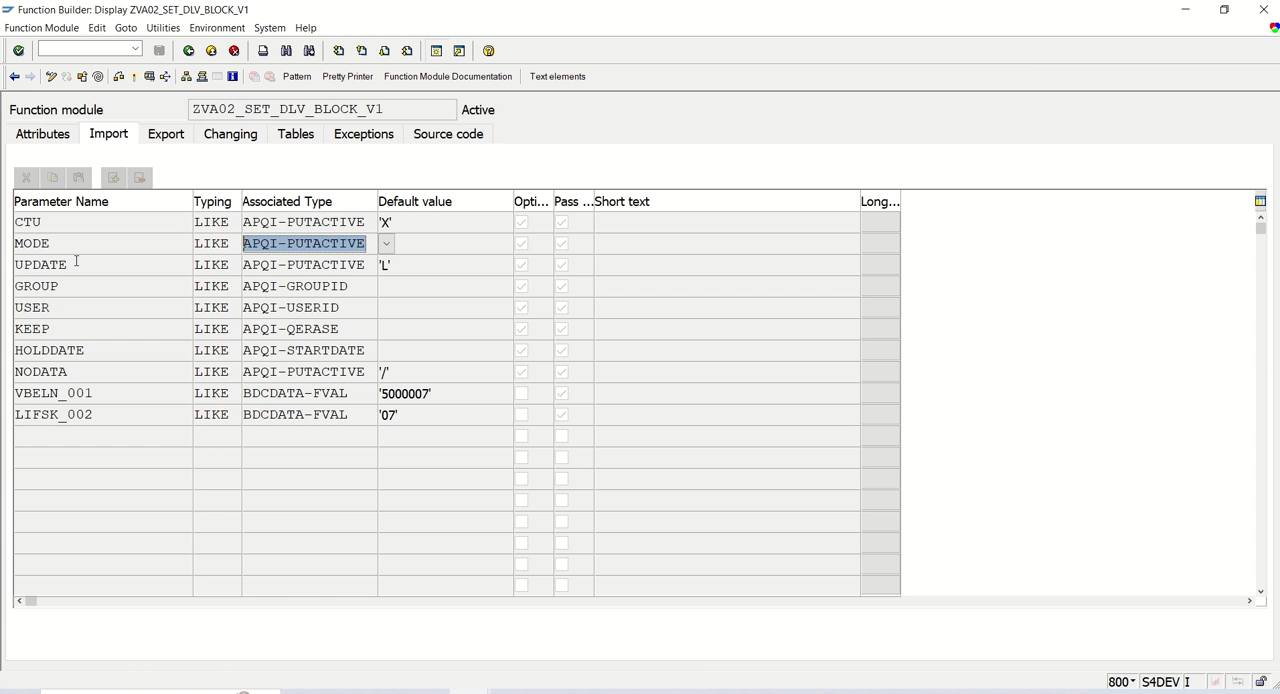 Function Builder: Display ZVA02_SET_DLV_BLOCK_V1
Function Module Edit Goto Utilities Environment System Help
Pattern Pretty Printer Function Module Documentation Text elements
Function module ZVA02_SET_DLV_BLOCK_V1 Active
Attributes Import Export Changing Tables Exceptions Source code
Parameter Name Typing Associated Type Default value Opti... Pass ... Short text Long...
CTU LIKE APQI-PUTACTIVE 'X'
MODE LIKE APQI-PUTACTIVE
UPDATE LIKE APQI-PUTACTIVE 'L'
GROUP LIKE APQI-GROUPID
USER LIKE APQI-USERID
KEEP LIKE APQI-QERASE
HOLDDATE LIKE APQI-STARTDATE
NODATA LIKE APQI-PUTACTIVE '/'
VBELN_001 LIKE BDCDATA-FVAL '5000007'
LIFSK_002 LIKE BDCDATA-FVAL '07'
800 S4DEV